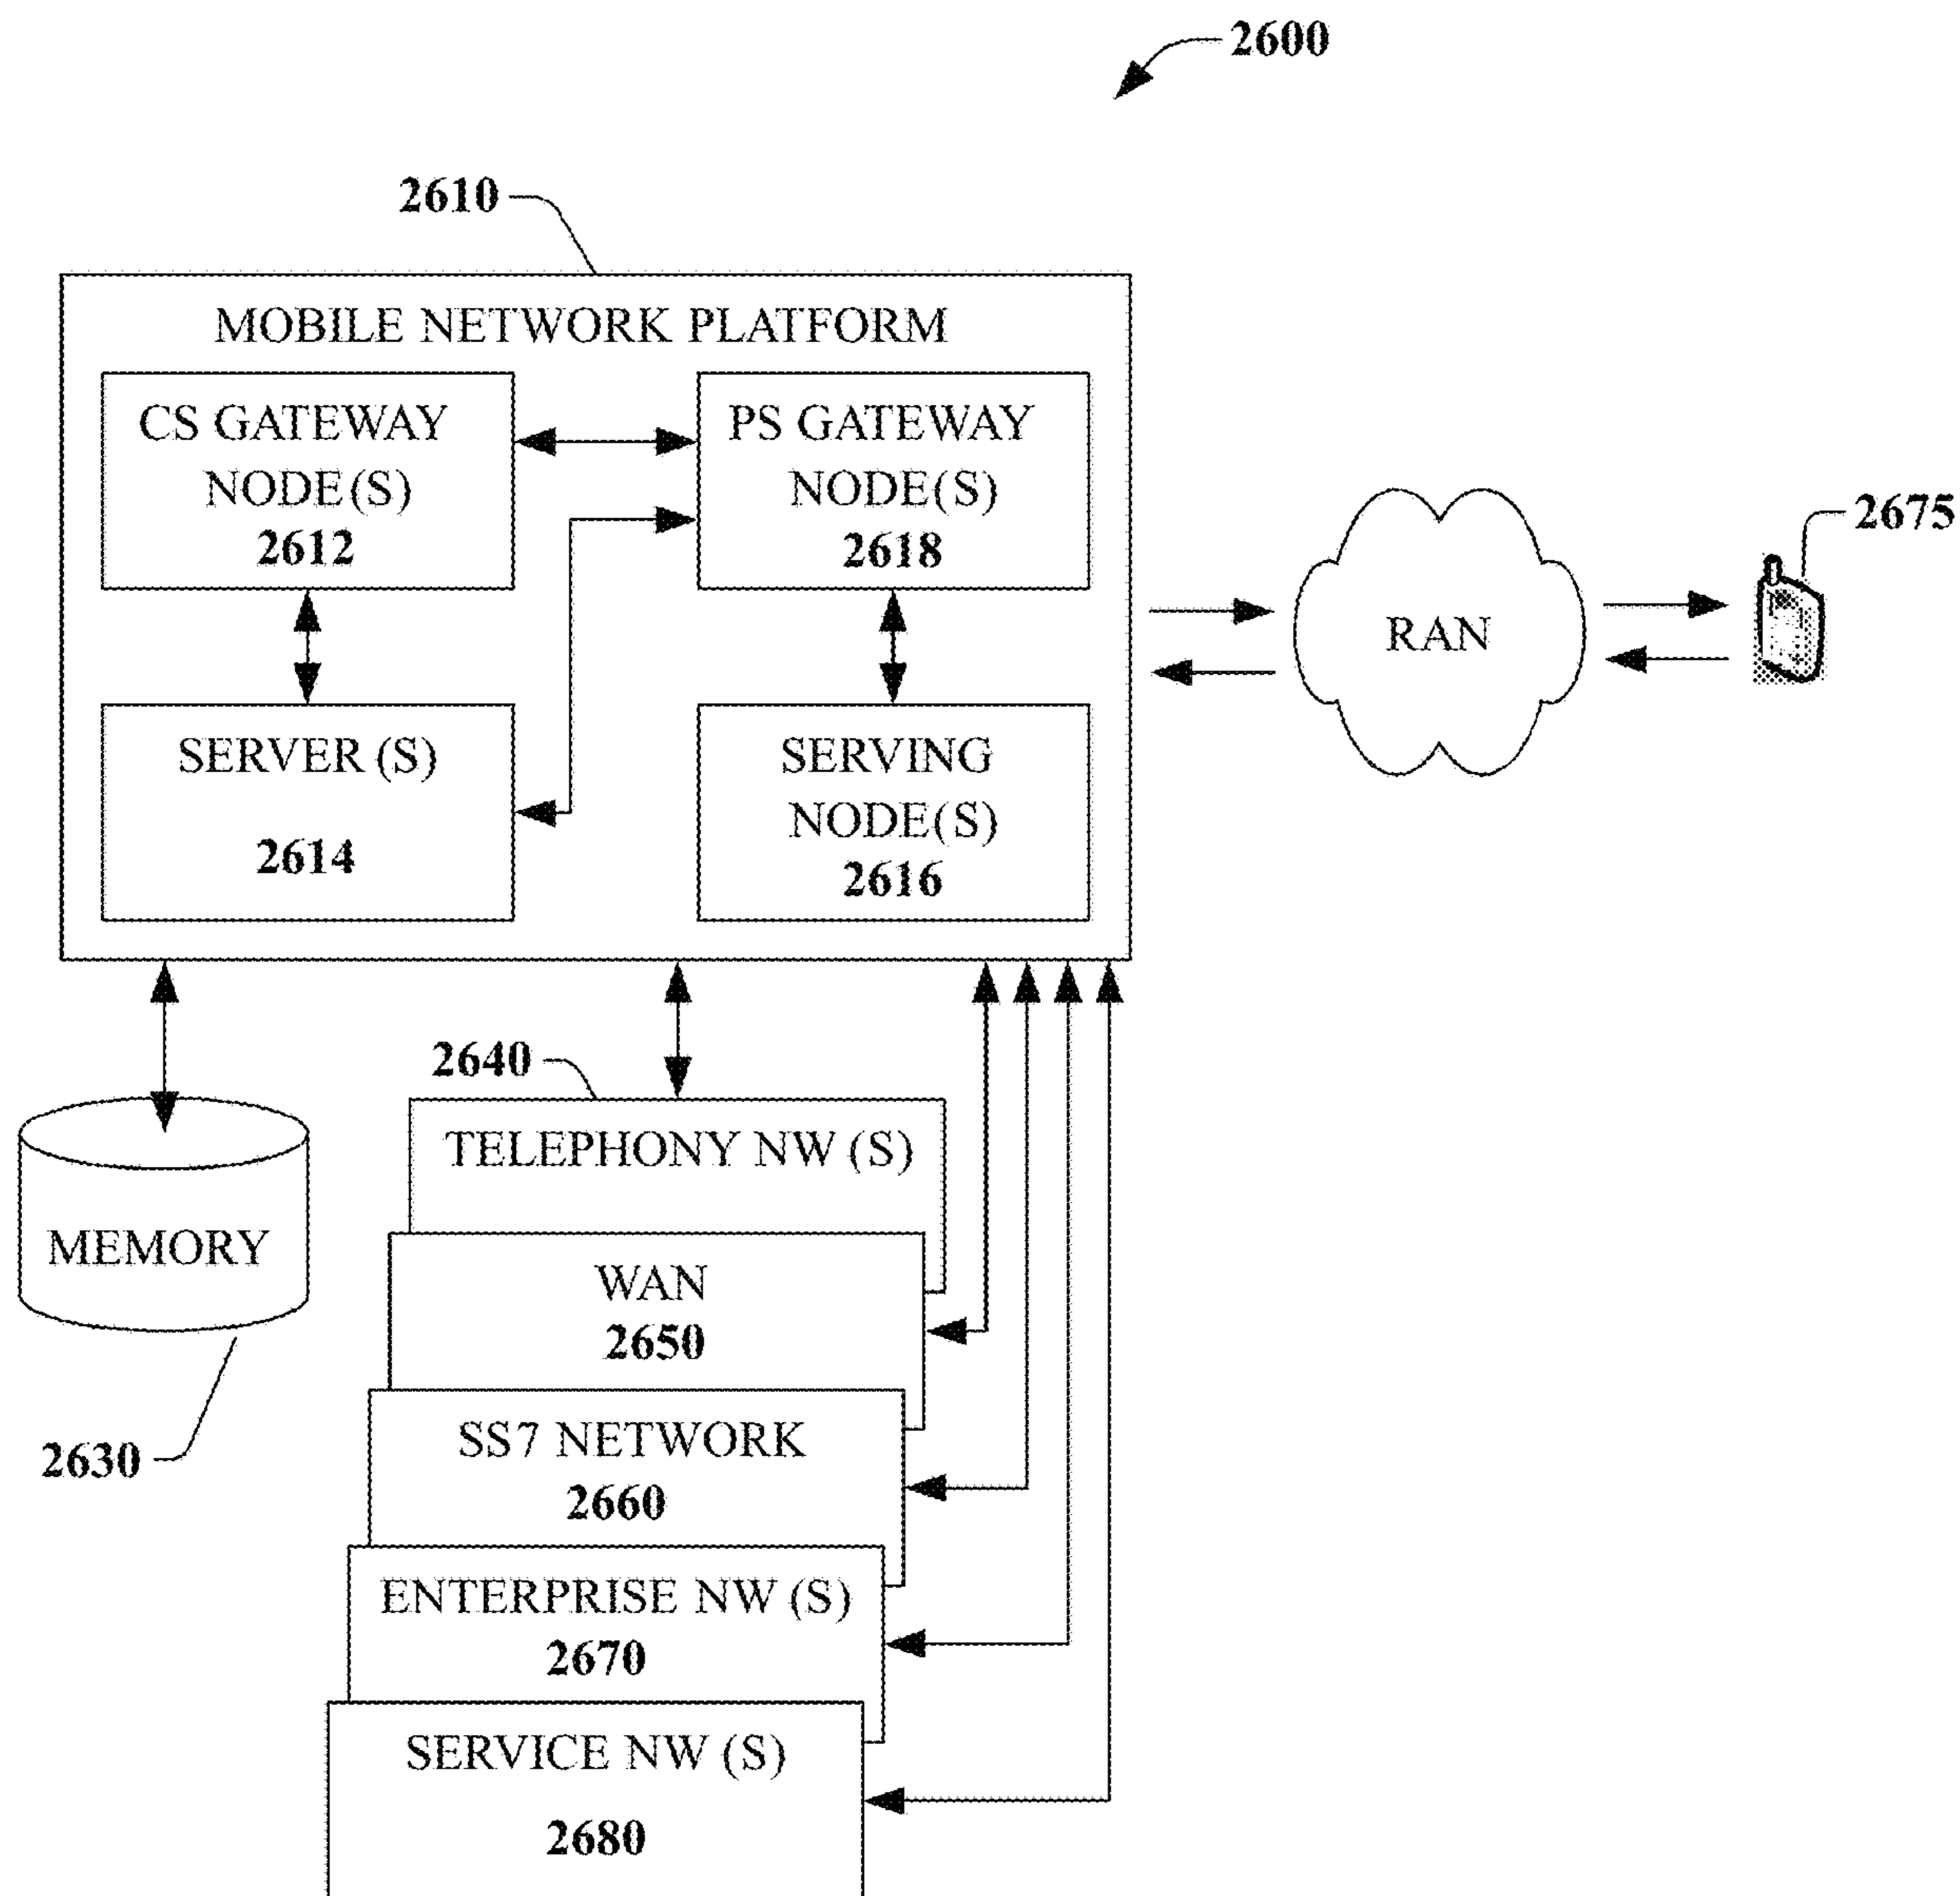 2600
2610
MOBILE NETWORK PLATFORM
CS GATEWAY
NODE(S)
2612
PS GATEWAY
NODE(S)
2618
2675
RAN
SERVER (S)
2614
SERVING
NODE(S)
2616
2640
TELEPHONY NW (S)
MEMORY
WAN
2650
2630
SS7 NETWORK
2660
ENTERPRISE NW (S)
2670
SERVICE NW (S)
2680